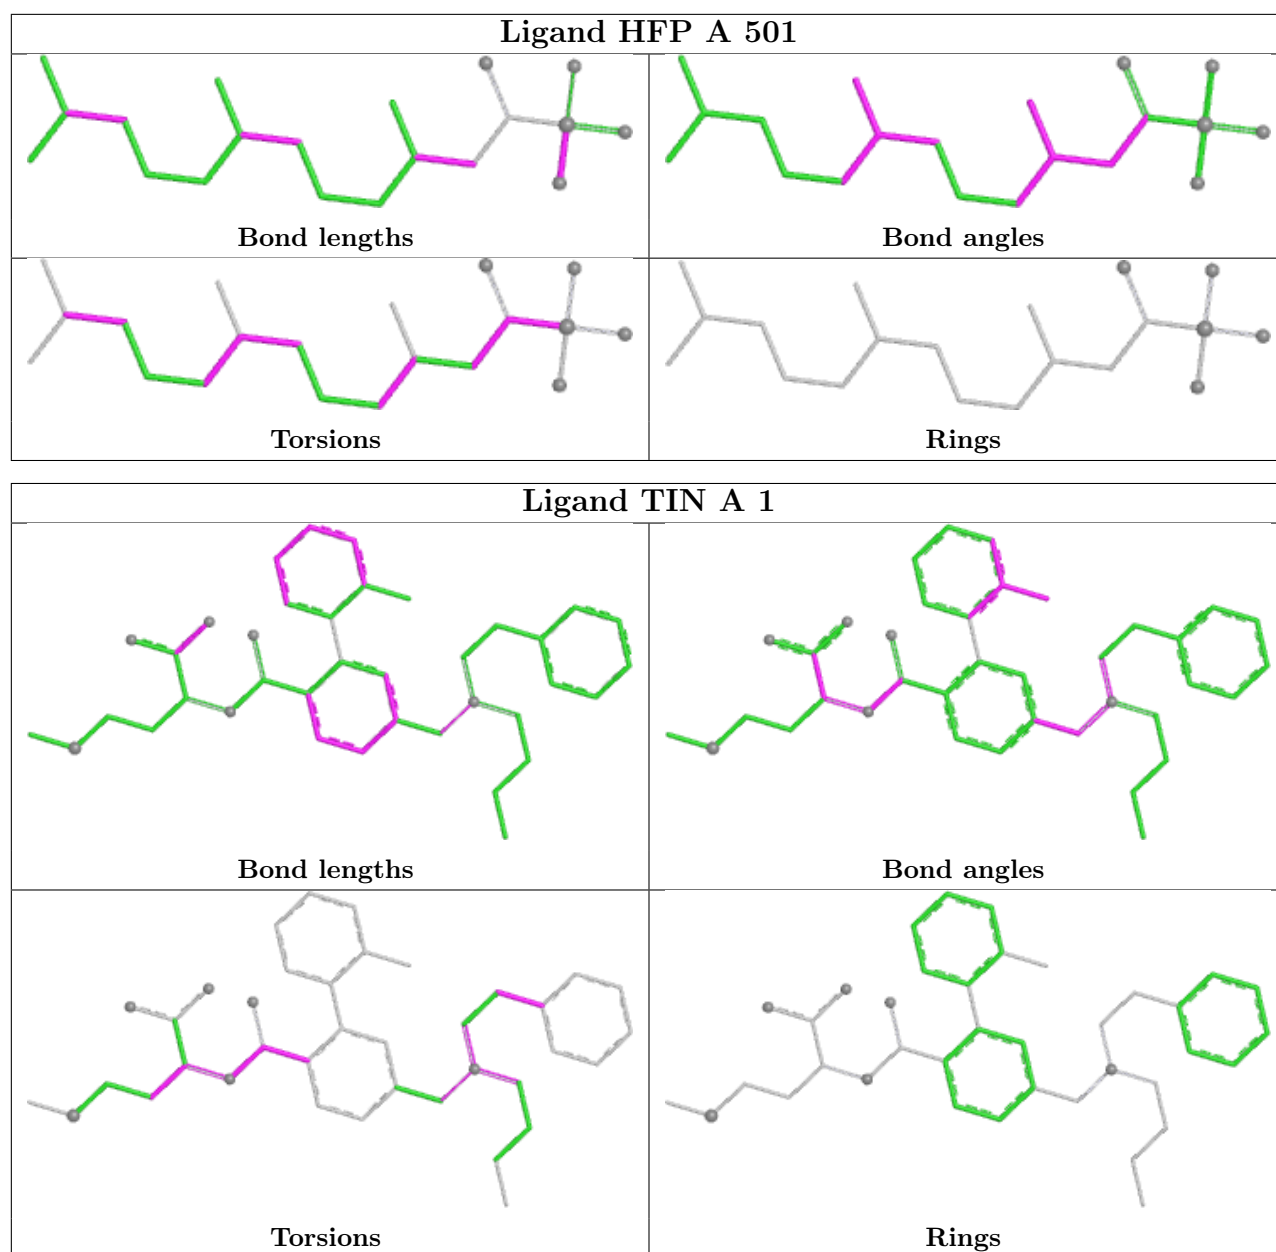 Ligand HFP A 501
Bond lengths
Bond angles
Torsions
Rings
Ligand TIN A 1
Bond lengths
Bond angles
Torsions
Rings